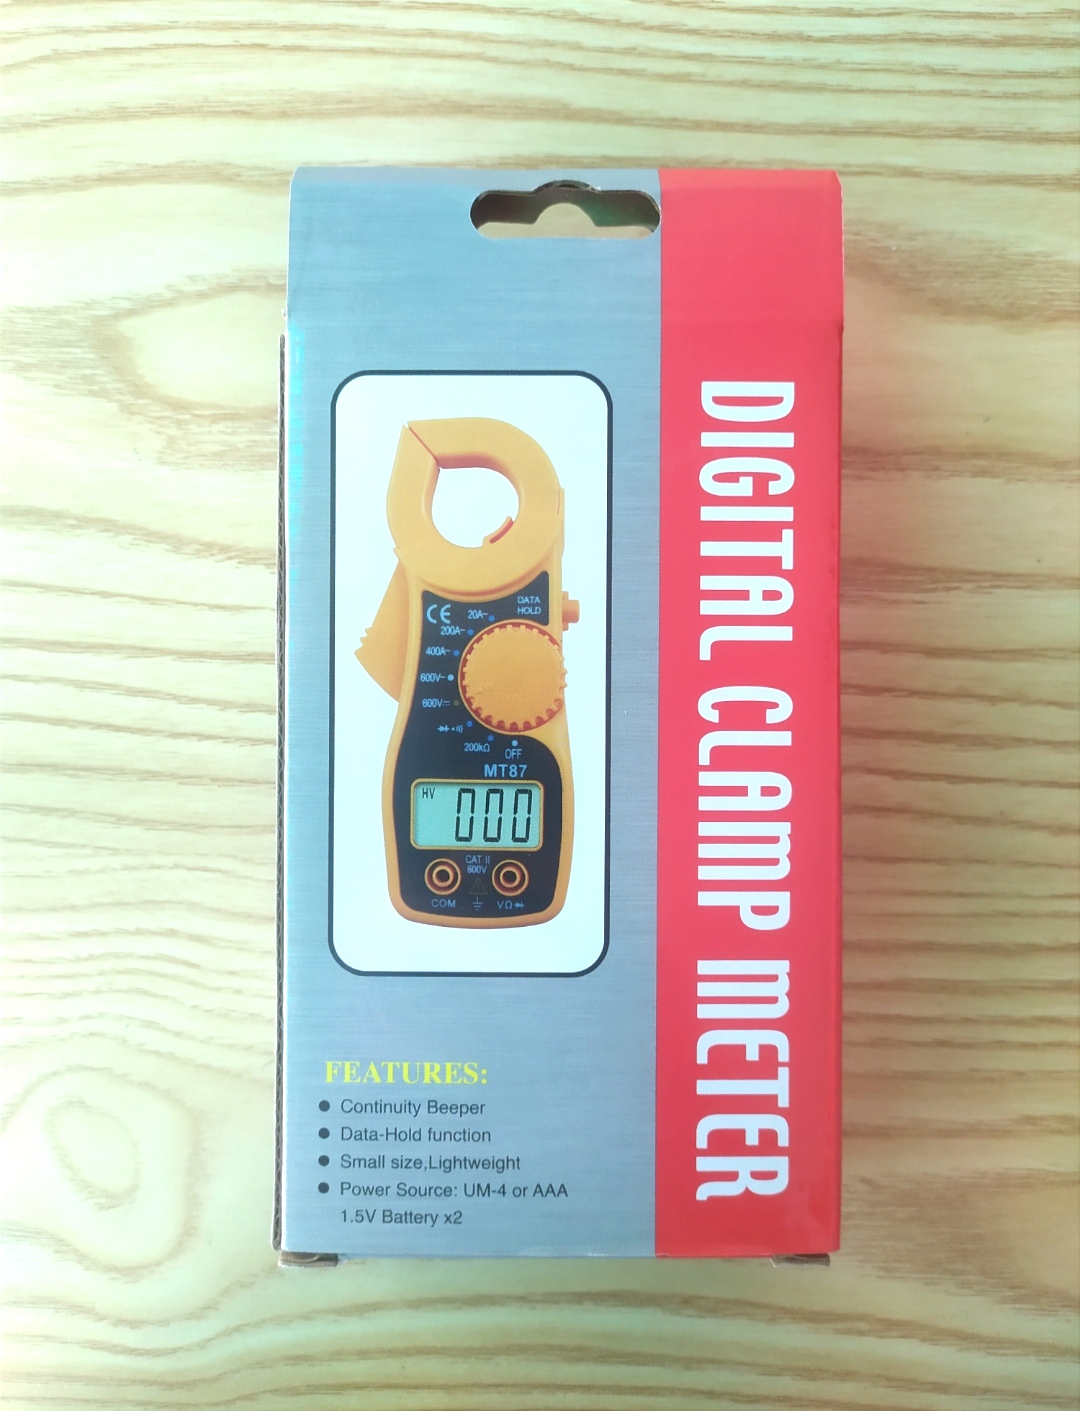 DIGITAL CLAMP METER
CE
DATA
HOLD
20A~
200A~
400A~
600V~
600V⎓
200kΩ
OFF
MT87
HV
000
CAT II
600V
COM
VΩ
FEATURES:
● Continuity Beeper
● Data-Hold function
● Small size,Lightweight
● Power Source: UM-4 or AAA
1.5V Battery x2